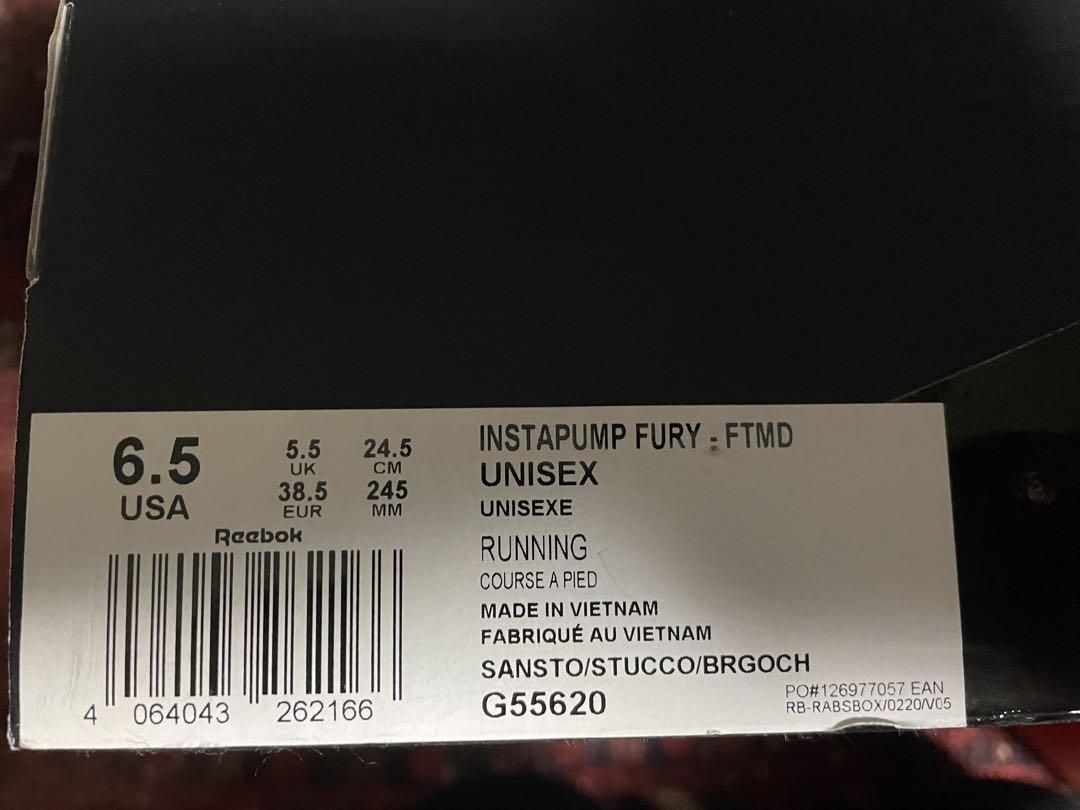 6.5
USA
5.5
UK
38.5
EUR
24.5
CM
245
MM
Reebok
4 064043 262166
INSTAPUMP FURY - FTMD
UNISEX
UNISEXE
RUNNING
COURSE A PIED
MADE IN VIETNAM
FABRIQUÉ AU VIETNAM
SANSTO/STUCCO/BRGOCH
G55620
PO#126977057 EAN
RB-RABSBOX/0220/V05